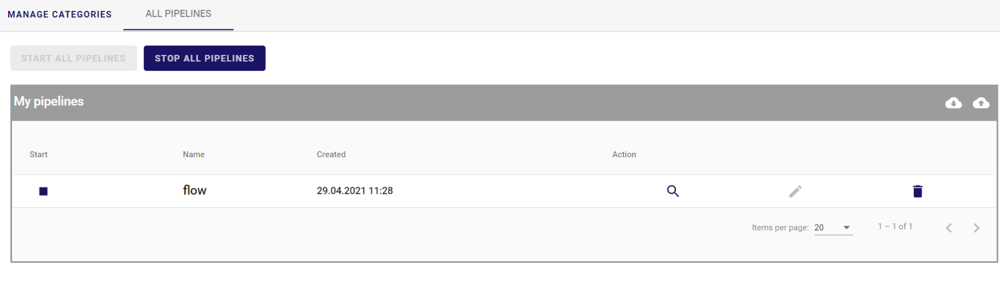 MANAGE CATEGORIES ALL PIPELINES
START ALL PIPELINES STOP ALL PIPELINES
My pipelines
Start Name Created Action
flow 29.04.2021 11:28
Items per page: 20 1 – 1 of 1